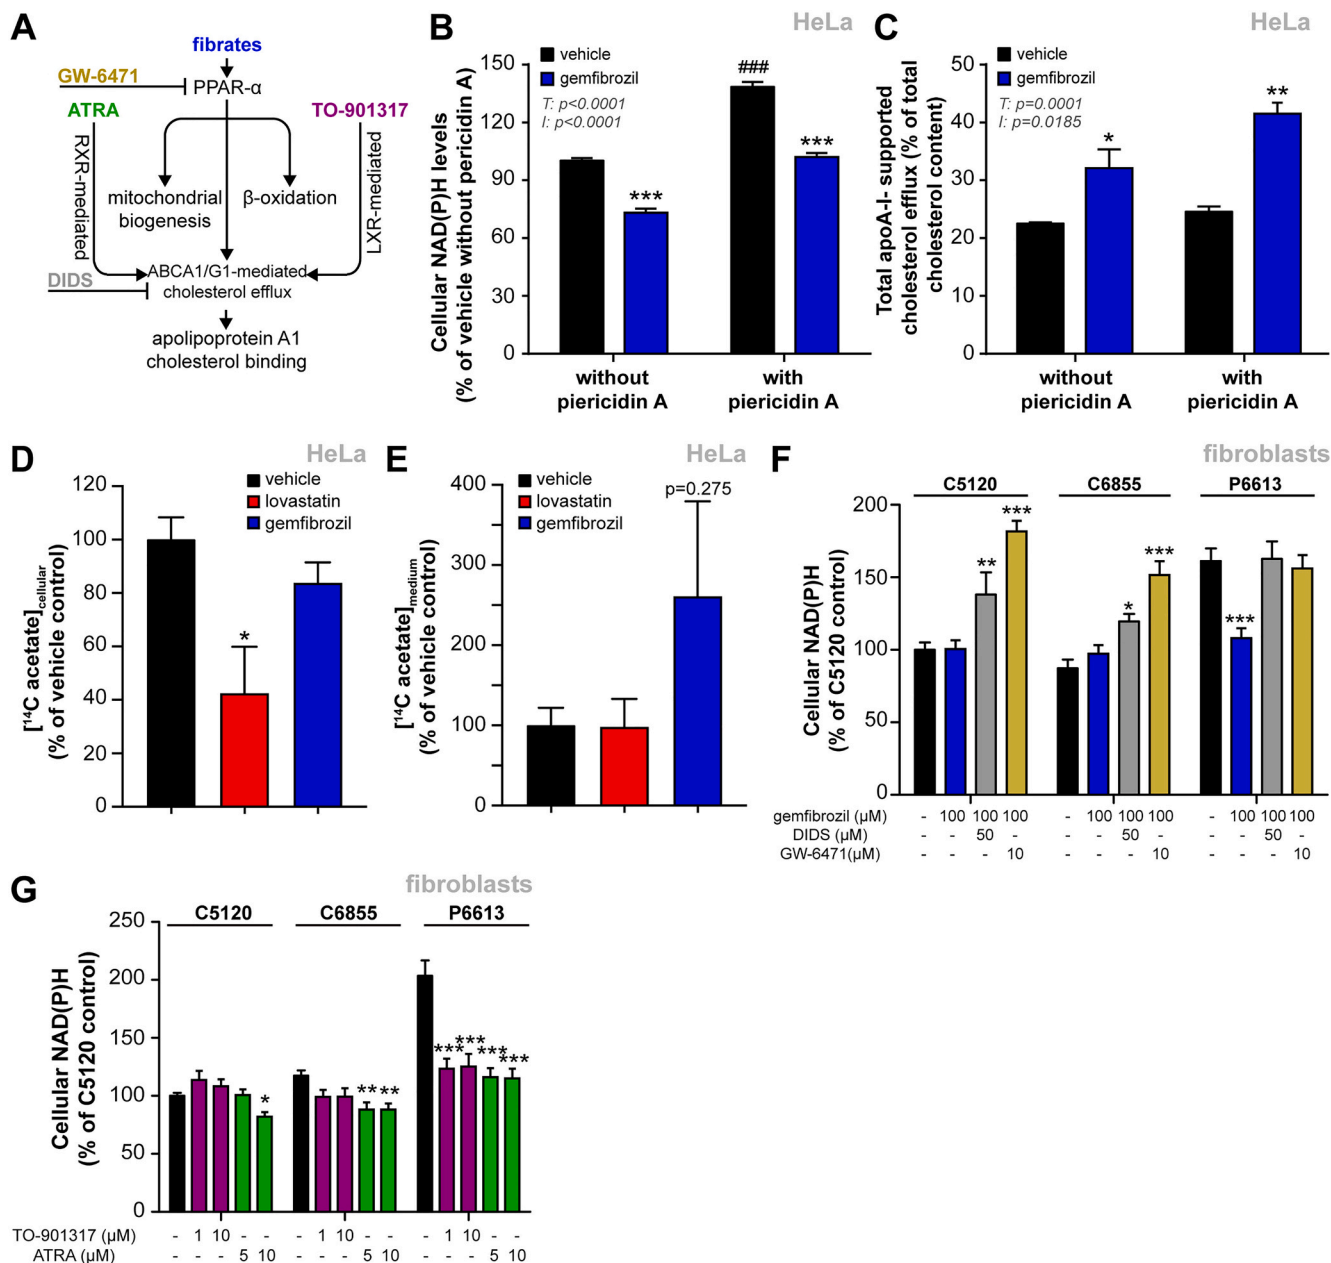 A
fibrates
GW-6471
PPAR-α
ATRA
TO-901317
RXR-mediated
LXR-mediated
mitochondrial
biogenesis
β-oxidation
DIDS
ABCA1/G1-mediated
cholesterol efflux
apolipoprotein A1
cholesterol binding
B
HeLa
vehicle
gemfibrozil
T: p<0.0001
I: p<0.0001
Cellular NAD(P)H levels
(% of vehicle without pericidin A)
150
120
90
60
30
0
###
***
***
without
piericidin A
with
piericidin A
C
HeLa
vehicle
gemfibrozil
T: p=0.0001
I: p=0.0185
Total apoA-I- supported
cholesterol efflux (% of total
cholesterol content)
50
40
30
20
10
0
*
**
without
piericidin A
with
piericidin A
D
HeLa
vehicle
lovastatin
gemfibrozil
[¹⁴C acetate]cellular
(% of vehicle control)
120
100
80
60
40
20
0
*
E
HeLa
vehicle
lovastatin
gemfibrozil
p=0.275
[¹⁴C acetate]medium
(% of vehicle control)
400
300
200
100
0
F
fibroblasts
C5120 C6855 P6613
Cellular NAD(P)H
(% of C5120 control)
200
150
100
50
0
** *** * *** ***
gemfibrozil (µM) - 100 100 100 - 100 100 100 - 100 100 100
DIDS (µM) - - 50 - - - 50 - - - 50 -
GW-6471(µM) - - - 10 - - - 10 - - - 10
G
fibroblasts
C5120 C6855 P6613
Cellular NAD(P)H
(% of C5120 control)
250
200
150
100
50
0
* ** ** *** *** *** ***
TO-901317 (µM) - 1 10 - - - 1 10 - - - 1 10 - -
ATRA (µM) - - - 5 10 - - - 5 10 - - - 5 10